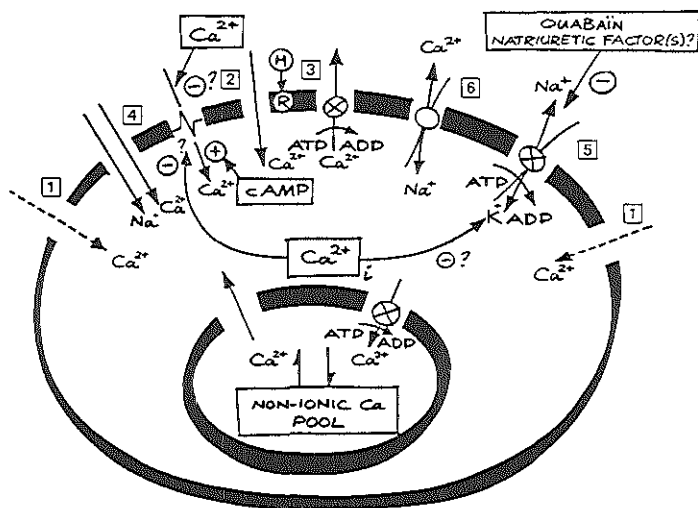 OUABAÏN
NATRIURETIC FACTOR(S)?
Ca²⁺
Ca²⁺
⊖?
2
H
3
R
Na⁺
⊖
6
4
?
⊖
⊕
ATP ADP
Ca²⁺
Ca²⁺
Ca²⁺
cAMP
Na⁺
5
ATP
K⁺ ADP
1
Na⁺
Ca²⁺
Ca²⁺
Ca²⁺
i
⊖?
1
Ca²⁺
ATP ADP
Ca²⁺
Ca²⁺
NON-IONIC Ca
POOL